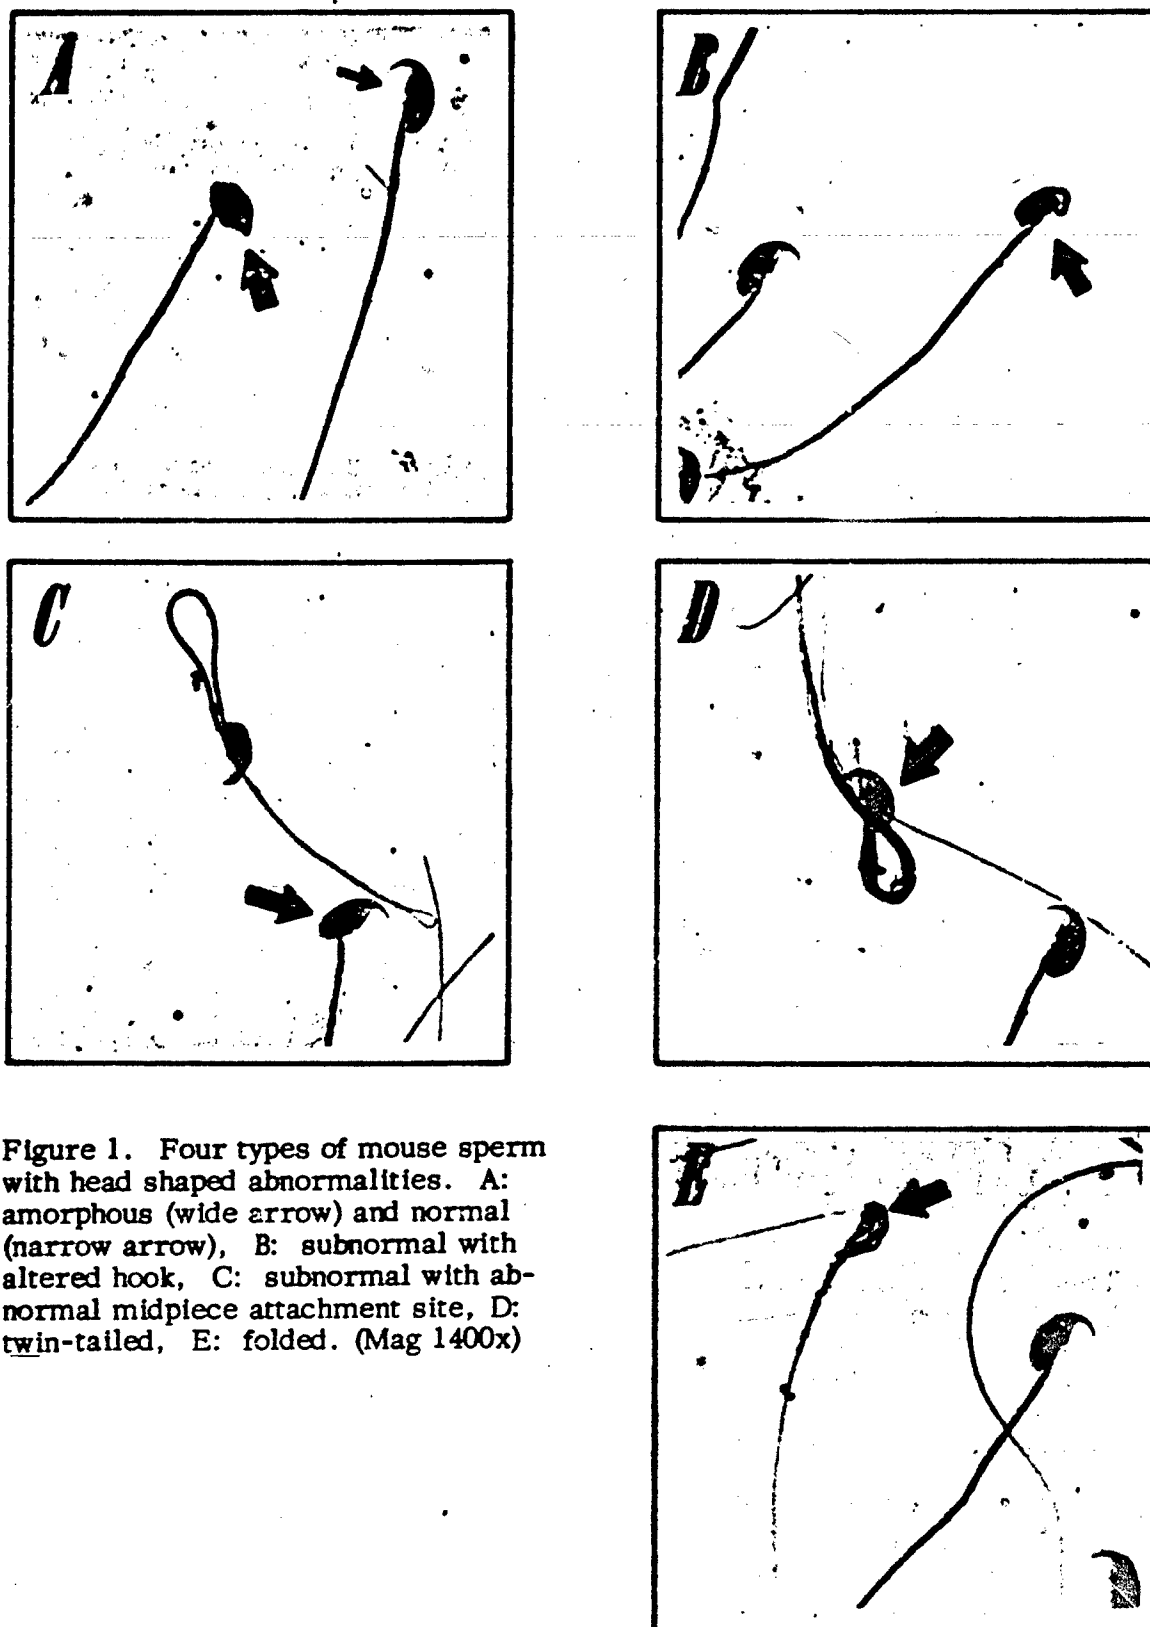 A
B
C
D
E
Figure 1. Four types of mouse sperm
with head shaped abnormalities. A:
amorphous (wide arrow) and normal
(narrow arrow), B: subnormal with
altered hook, C: subnormal with ab-
normal midpiece attachment site, D:
twin-tailed, E: folded. (Mag 1400x)